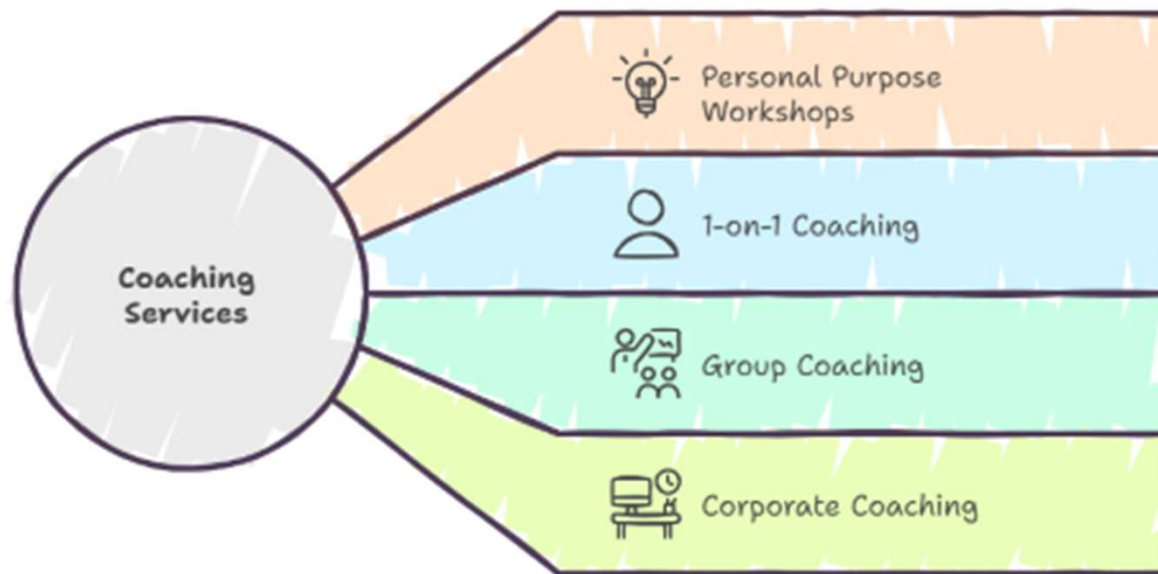 Coaching
Services
Personal Purpose
Workshops
1-on-1 Coaching
Group Coaching
Corporate Coaching